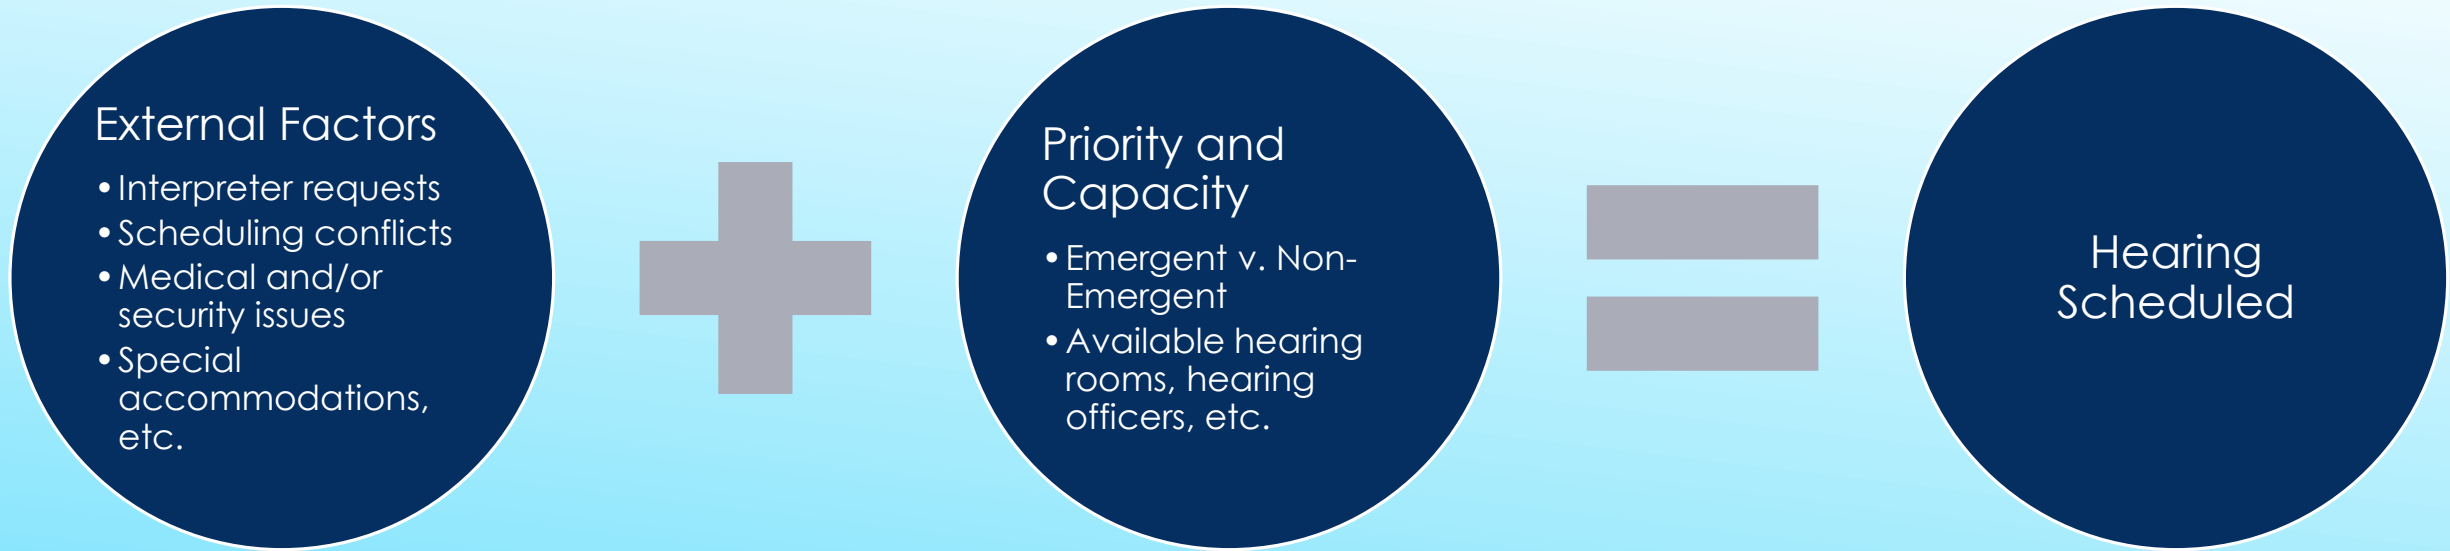 External Factors
•Interpreter requests
•Scheduling conflicts
•Medical and/or
security issues
•Special
accommodations,
etc.
Priority and
Capacity
•Emergent v. Non-
Emergent
•Available hearing
rooms, hearing
officers, etc.
Hearing
Scheduled